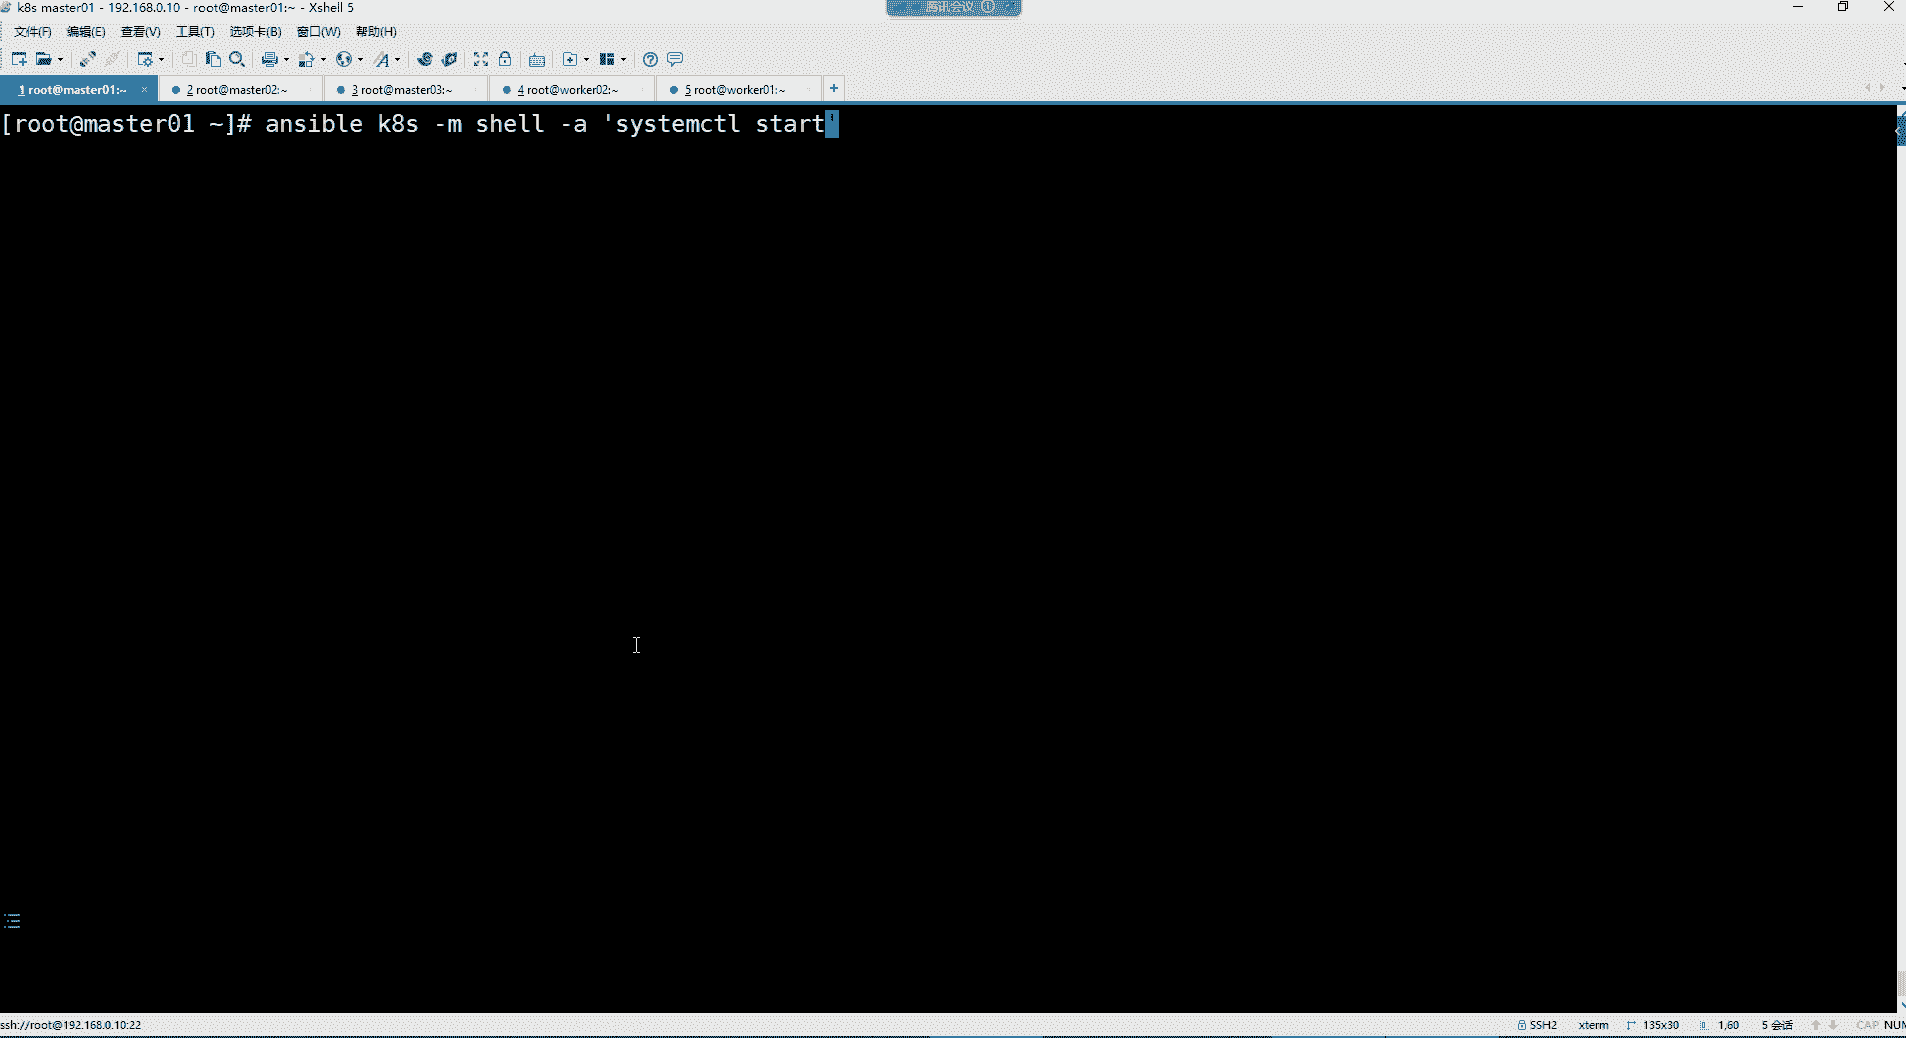 k8s master01 - 192.168.0.10 - root@master01:~ - Xshell 5
腾讯会议
文件(F) 编辑(E) 查看(V) 工具(T) 选项卡(B) 窗口(W) 帮助(H)
1 root@master01:~ × 2 root@master02:~ 3 root@master03:~ 4 root@worker02:~ 5 root@worker01:~ +
[root@master01 ~]# ansible k8s -m shell -a 'systemctl start'
ssh://root@192.168.0.10:22 SSH2 xterm 135x30 1,60 5 会话 CAP NUM